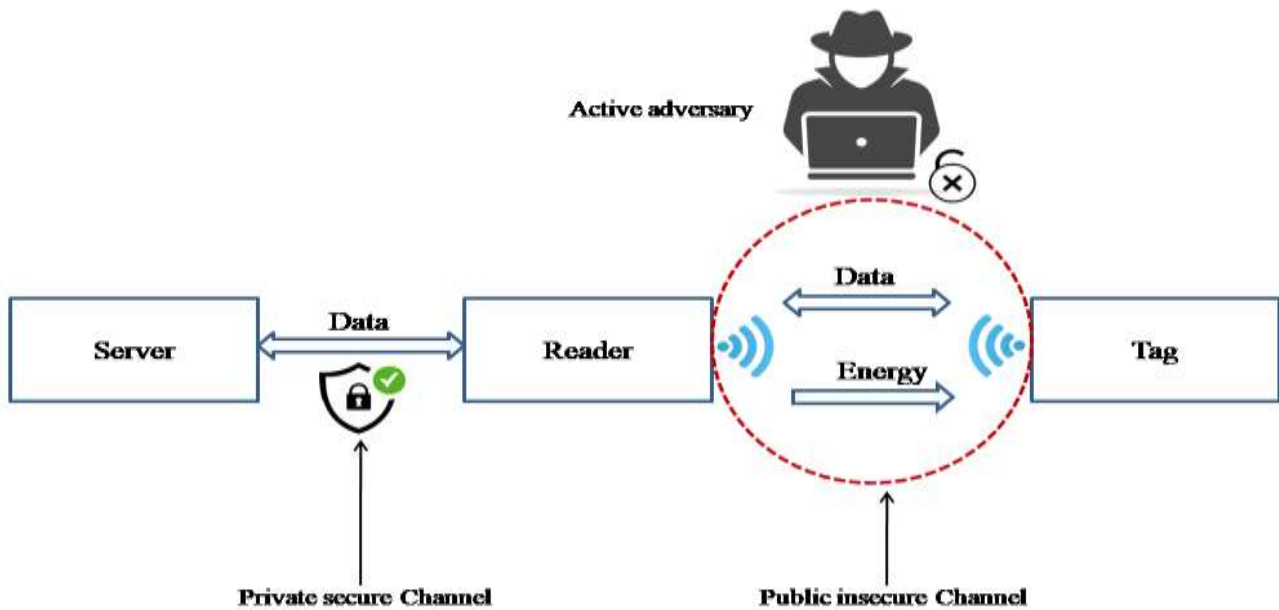 Active adversary
Data
Data
Server
Reader
Energy
Tag
Private secure Channel
Public insecure Channel